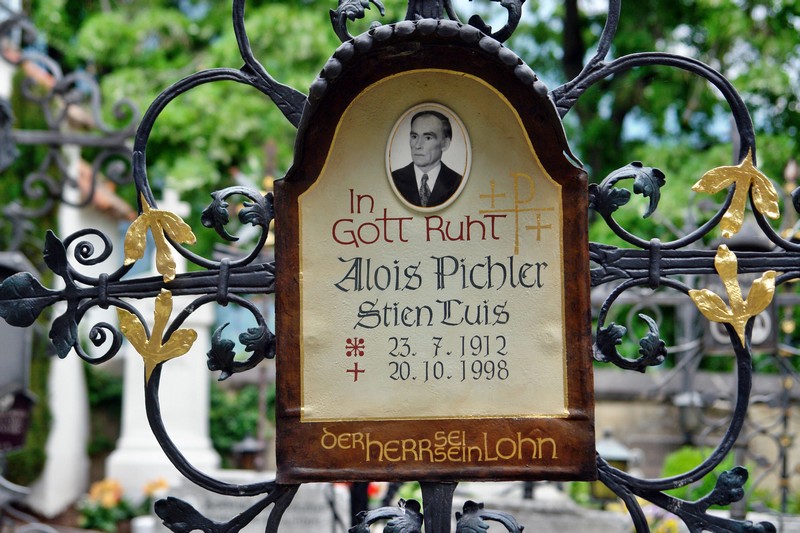 In
Gott Ruht
Alois Pichler
Stien Luis
23. 7. 1912
20. 10. 1998
DER HERR SEI SEIN LOHN